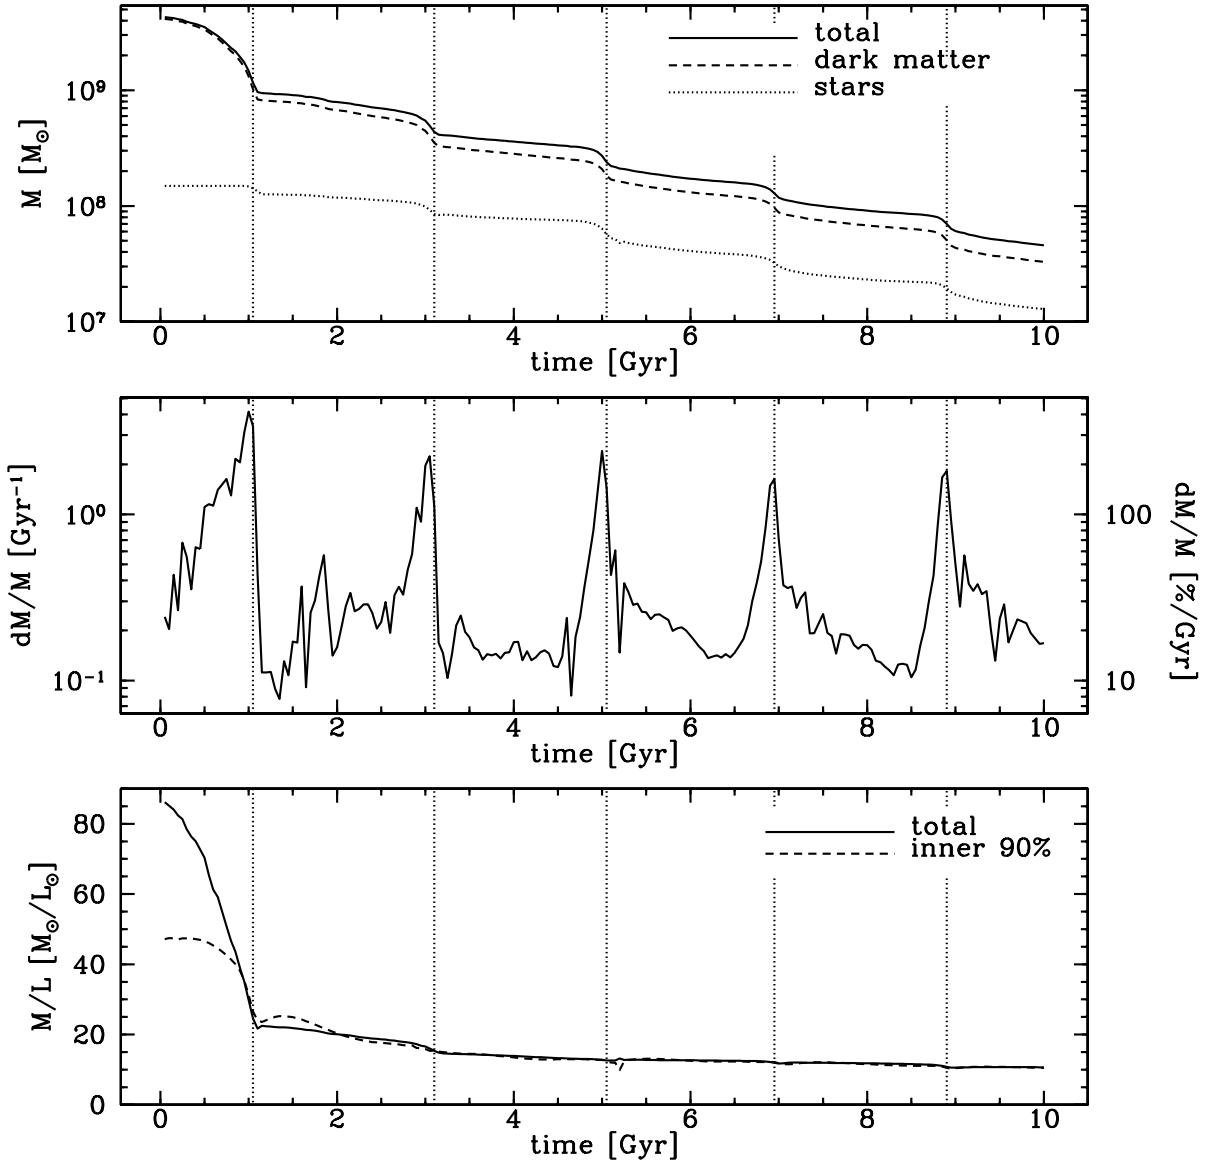 total
dark matter
stars
M [M⊙]
10⁹
10⁸
10⁷
0 2 4 6 8 10
time [Gyr]
dM/M [Gyr⁻¹]
10⁰
10⁻¹
100
10
dM/M [%/Gyr]
0 2 4 6 8 10
time [Gyr]
total
inner 90%
M/L [M⊙/L⊙]
80
60
40
20
0
0 2 4 6 8 10
time [Gyr]